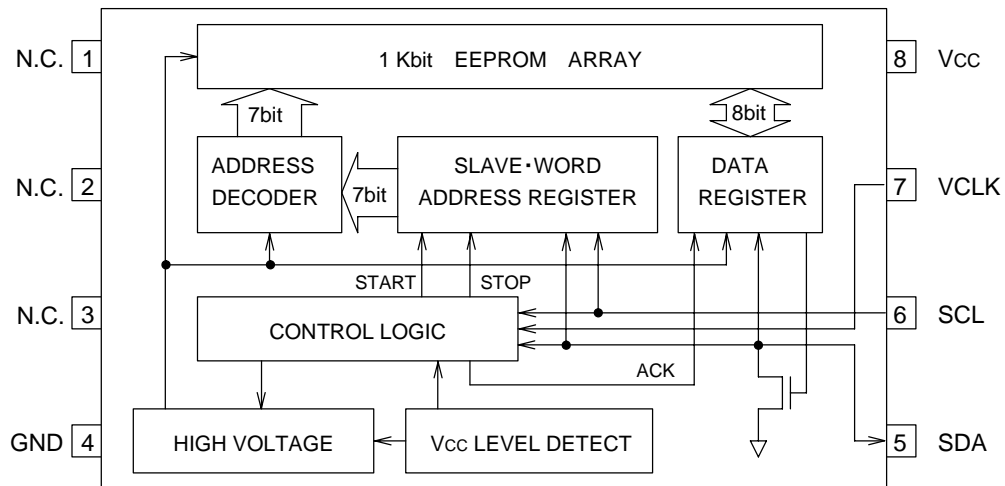 N.C. 1
1 Kbit EEPROM ARRAY
8 Vcc
7bit
8bit
N.C. 2
ADDRESS
DECODER
7bit
SLAVE・WORD
ADDRESS REGISTER
DATA
REGISTER
7 VCLK
START
STOP
N.C. 3
CONTROL LOGIC
6 SCL
ACK
GND 4
HIGH VOLTAGE
Vcc LEVEL DETECT
5 SDA